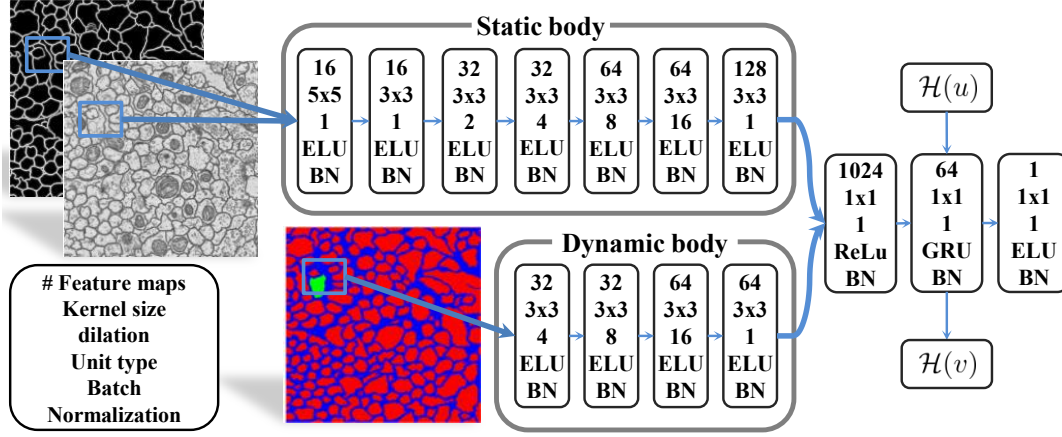 Static body
16
5x5
1
ELU
BN
16
3x3
1
ELU
BN
32
3x3
2
ELU
BN
32
3x3
4
ELU
BN
64
3x3
8
ELU
BN
64
3x3
16
ELU
BN
128
3x3
1
ELU
BN
Dynamic body
32
3x3
4
ELU
BN
32
3x3
8
ELU
BN
64
3x3
16
ELU
BN
64
3x3
1
ELU
BN
1024
1x1
1
ReLu
BN
ℋ(u)
64
1x1
1
GRU
BN
ℋ(v)
1
1x1
1
ELU
BN
# Feature maps
Kernel size
dilation
Unit type
Batch
Normalization